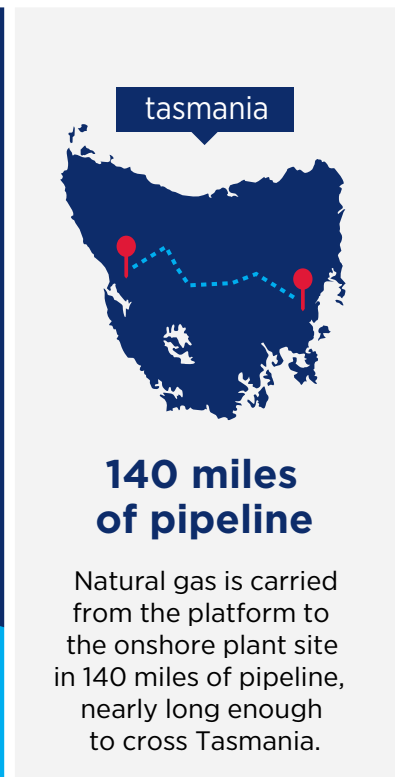 tasmania
140 miles
of pipeline
Natural gas is carried
from the platform to
the onshore plant site
in 140 miles of pipeline,
nearly long enough
to cross Tasmania.